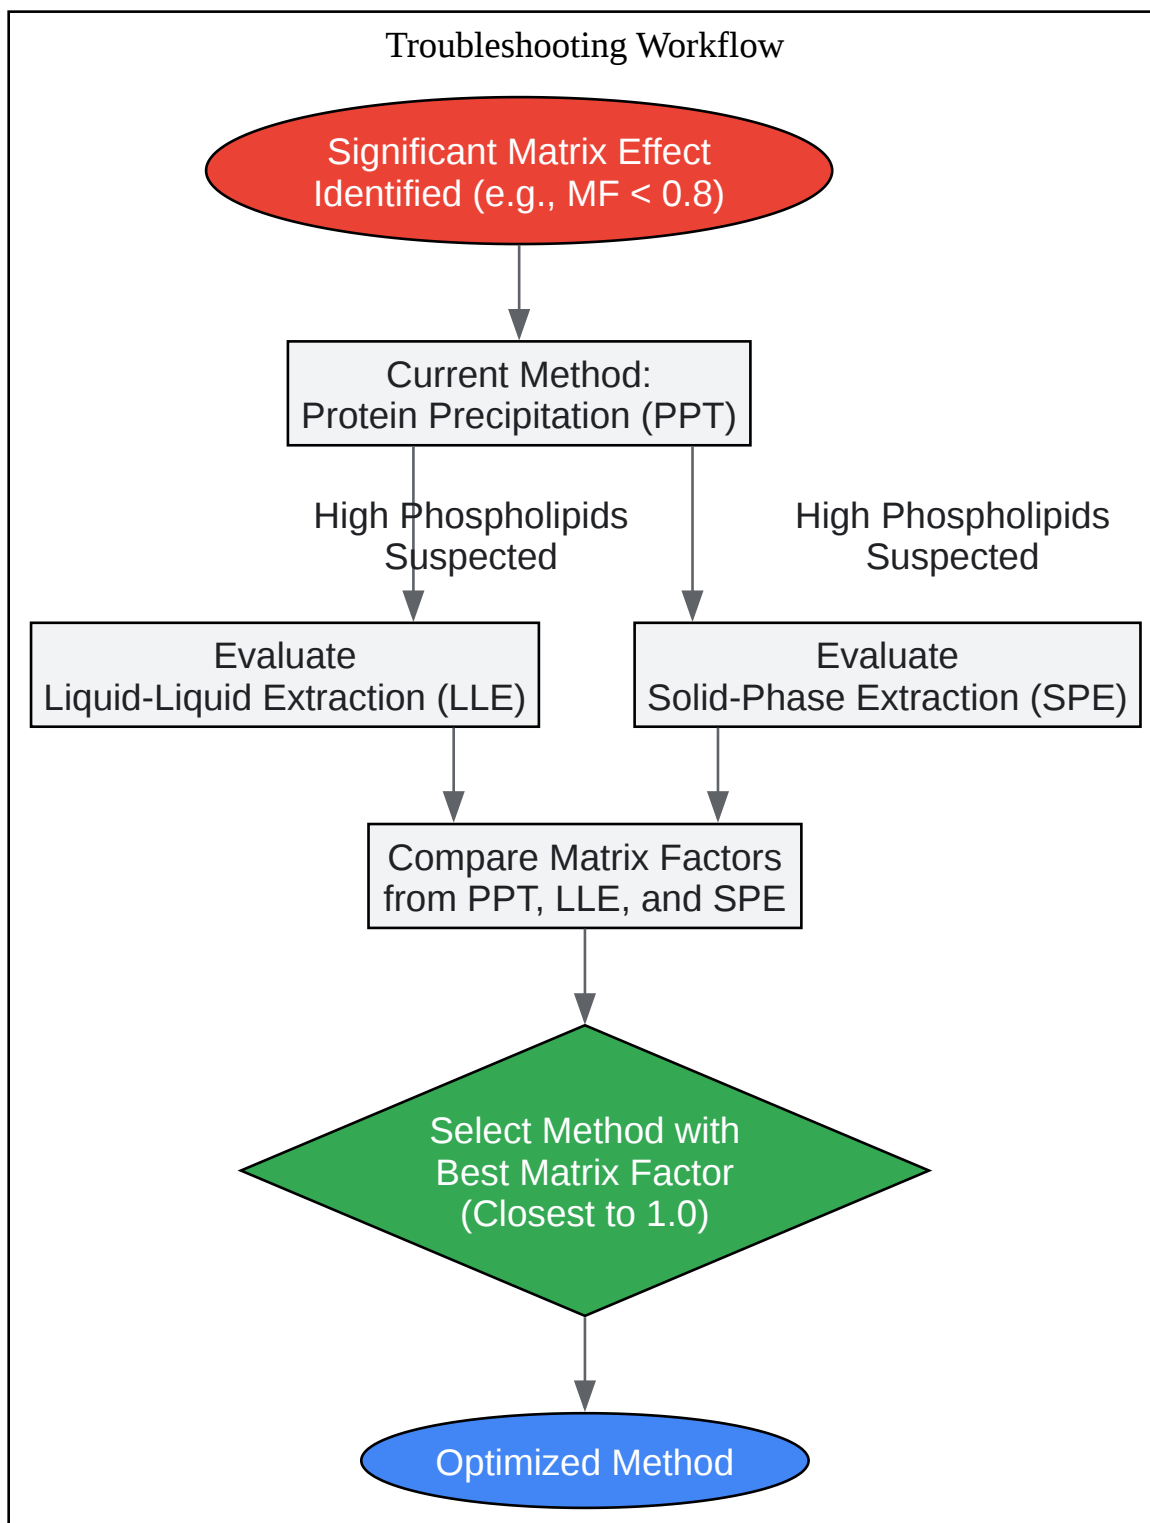 Troubleshooting Workflow
Significant Matrix Effect
Identified (e.g., MF < 0.8)
Current Method:
Protein Precipitation (PPT)
High Phospholipids
Suspected
High Phospholipids
Suspected
Evaluate
Liquid-Liquid Extraction (LLE)
Evaluate
Solid-Phase Extraction (SPE)
Compare Matrix Factors
from PPT, LLE, and SPE
Select Method with
Best Matrix Factor
(Closest to 1.0)
Optimized Method